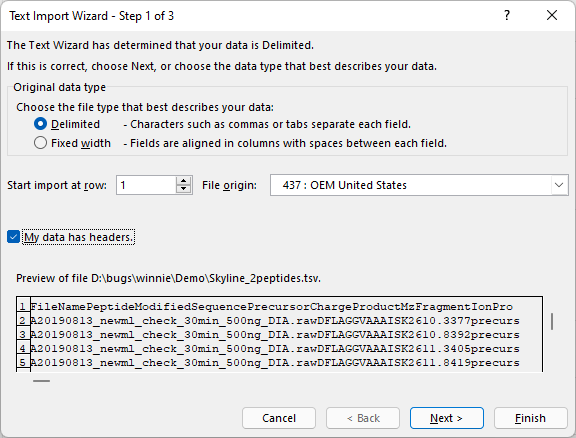 Text Import Wizard - Step 1 of 3
The Text Wizard has determined that your data is Delimited.
If this is correct, choose Next, or choose the data type that best describes your data.
Original data type
Choose the file type that best describes your data:
Delimited - Characters such as commas or tabs separate each field.
Fixed width - Fields are aligned in columns with spaces between each field.
Start import at row: 1 File origin: 437 : OEM United States
My data has headers.
Preview of file D:\bugs\winnie\Demo\Skyline_2peptides.tsv.
1 FileNamePeptideModifiedSequencePrecursorChargeProductMzFragmentIonPro
2 A20190813_newml_check_30min_500ng_DIA.rawDFLAGGVAAAISK2610.3377precurs
3 A20190813_newml_check_30min_500ng_DIA.rawDFLAGGVAAAISK2610.8392precurs
4 A20190813_newml_check_30min_500ng_DIA.rawDFLAGGVAAAISK2611.3405precurs
5 A20190813_newml_check_30min_500ng_DIA.rawDFLAGGVAAAISK2611.8419precurs
Cancel < Back Next > Finish